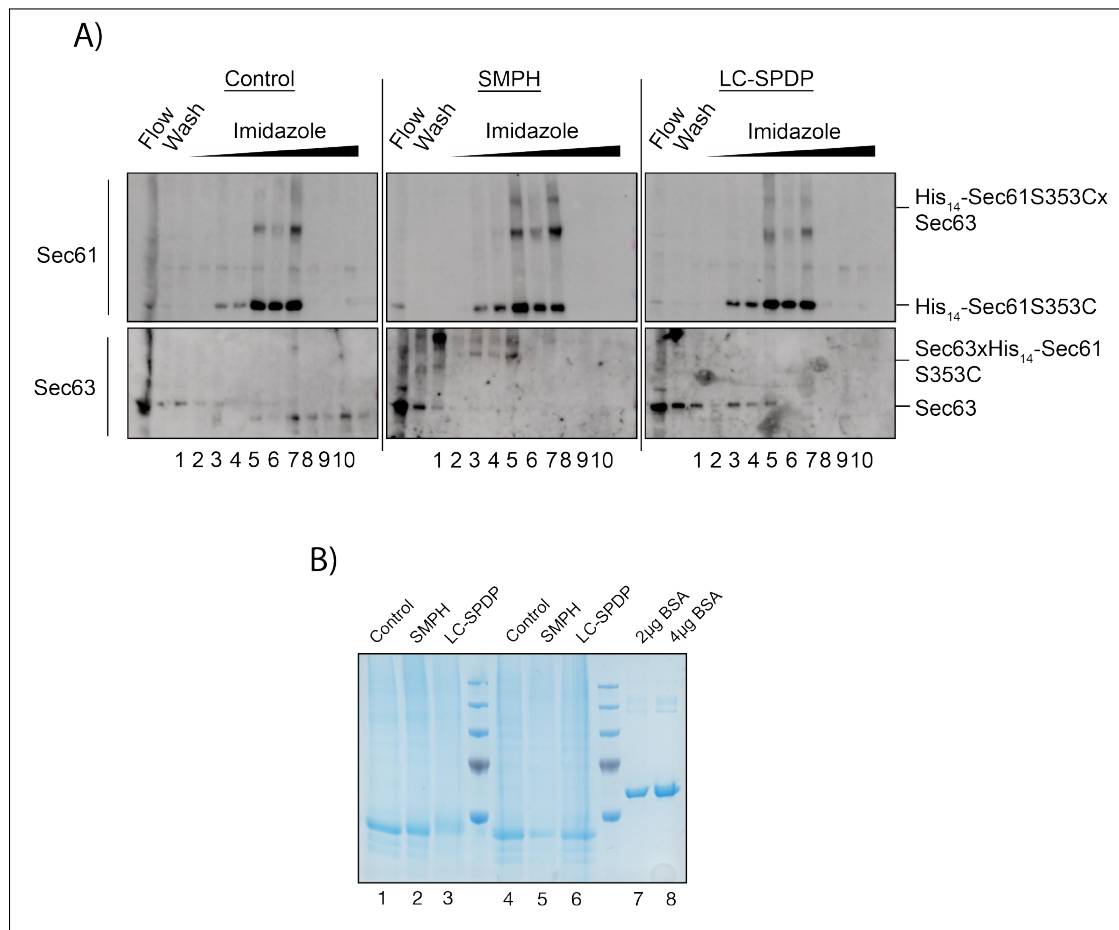 A)
Control
SMPH
LC-SPDP
Flow
Wash
Imidazole
Flow
Wash
Imidazole
Flow
Wash
Imidazole
Sec61
His14-Sec61S353Cx
Sec63
His14-Sec61S353C
Sec63
Sec63xHis14-Sec61
S353C
Sec63
1 2 3 4 5 6 7 8 9 10
1 2 3 4 5 6 7 8 9 10
1 2 3 4 5 6 7 8 9 10
B)
Control
SMPH
LC-SPDP
Control
SMPH
LC-SPDP
2µg BSA
4µg BSA
1 2 3 4 5 6 7 8